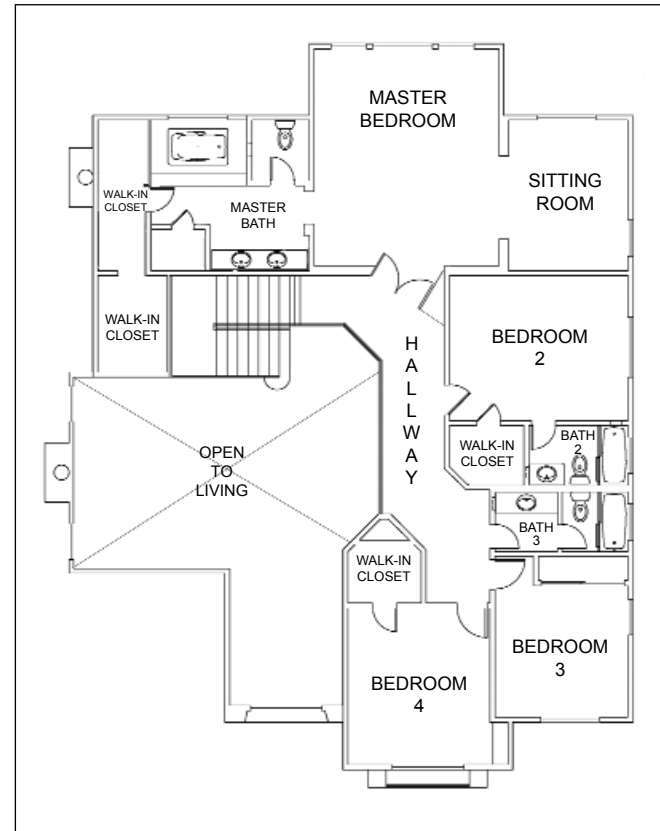 MASTER
BEDROOM
SITTING
ROOM
WALK-IN
CLOSET
MASTER
BATH
WALK-IN
CLOSET
HALLWAY
BEDROOM
2
BATH
2
WALK-IN
CLOSET
OPEN
TO
LIVING
BATH
3
WALK-IN
CLOSET
BEDROOM
3
BEDROOM
4